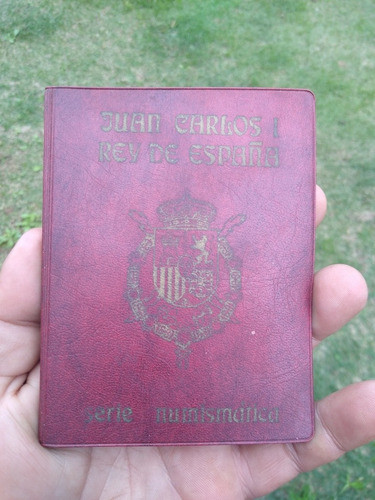 JUAN CARLOS I
REY DE ESPAÑA
serie numismatica